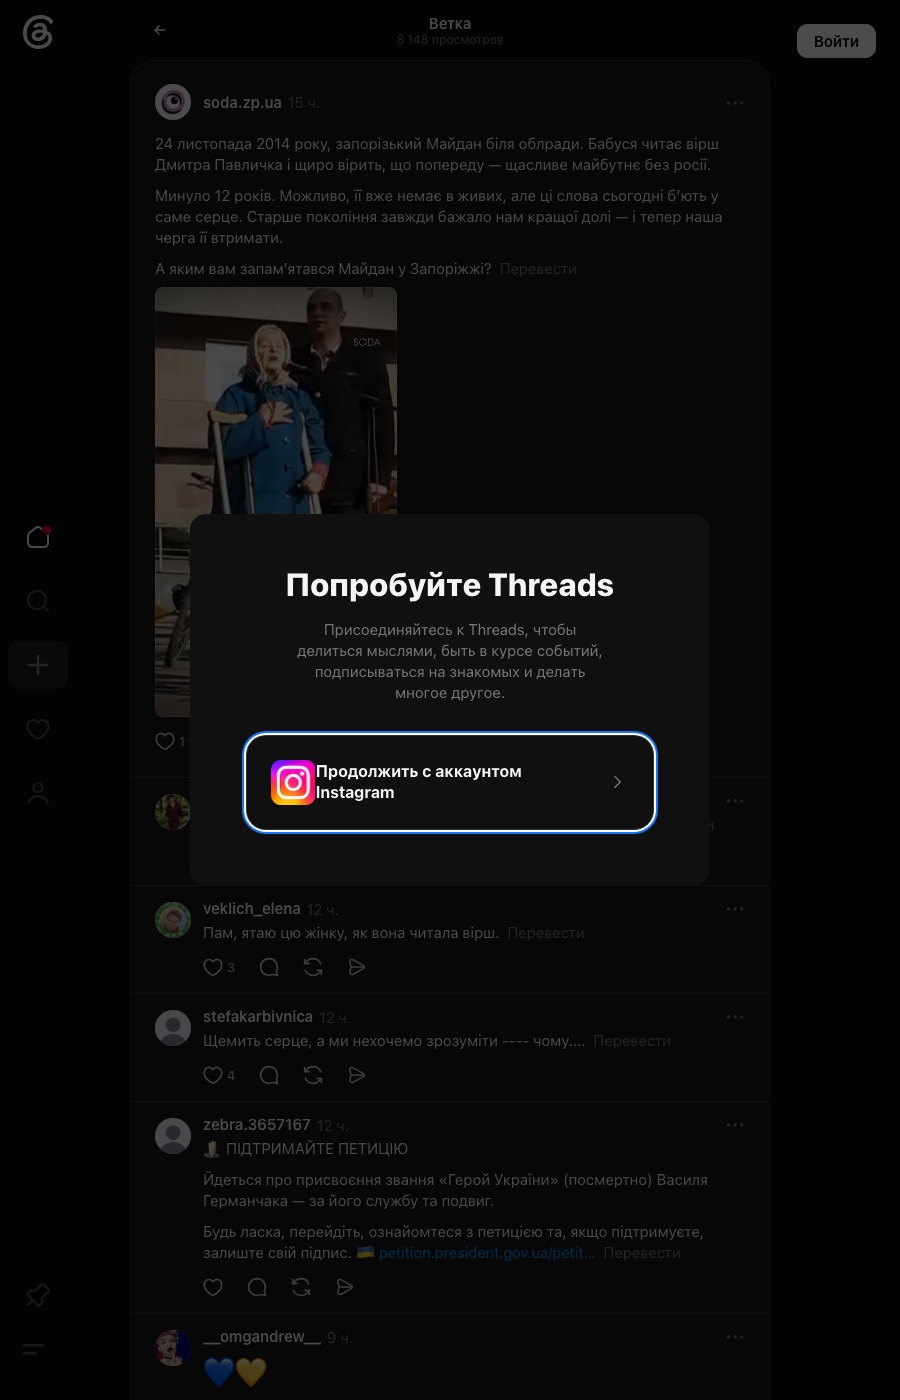 Ветка
8 148 просмотров
Войти
soda.zp.ua 15 ч.
24 листопада 2014 року, запорізький Майдан біля облради. Бабуся читає вірш
Дмитра Павличка і щиро вірить, що попереду — щасливе майбутнє без росії.
Минуло 12 років. Можливо, її вже немає в живих, але ці слова сьогодні б’ють у
саме серце. Старше покоління завжди бажало нам кращої долі — і тепер наша
черга її втримати.
А яким вам запам’ятався Майдан у Запоріжжі? Перевести
SODA
Попробуйте Threads
Присоединяйтесь к Threads, чтобы
делиться мыслями, быть в курсе событий,
подписываться на знакомых и делать
многое другое.
Продолжить с аккаунтом
Instagram
veklich_elena 12 ч.
Пам, ятаю цю жінку, як вона читала вірш. Перевести
3
stefakarbivnica 12 ч.
Щемить серце, а ми нехочемо зрозуміти ---- чому.... Перевести
4
zebra.3657167 12 ч.
🕯️ ПІДТРИМАЙТЕ ПЕТИЦІЮ
Йдеться про присвоєння звання «Герой України» (посмертно) Василя
Германчака — за його службу та подвиг.
Будь ласка, перейдіть, ознайомтеся з петицією та, якщо підтримуєте,
залиште свій підпис. 🇺🇦 petition.president.gov.ua/petit... Перевести
__omgandrew__ 9 ч.
💙💛